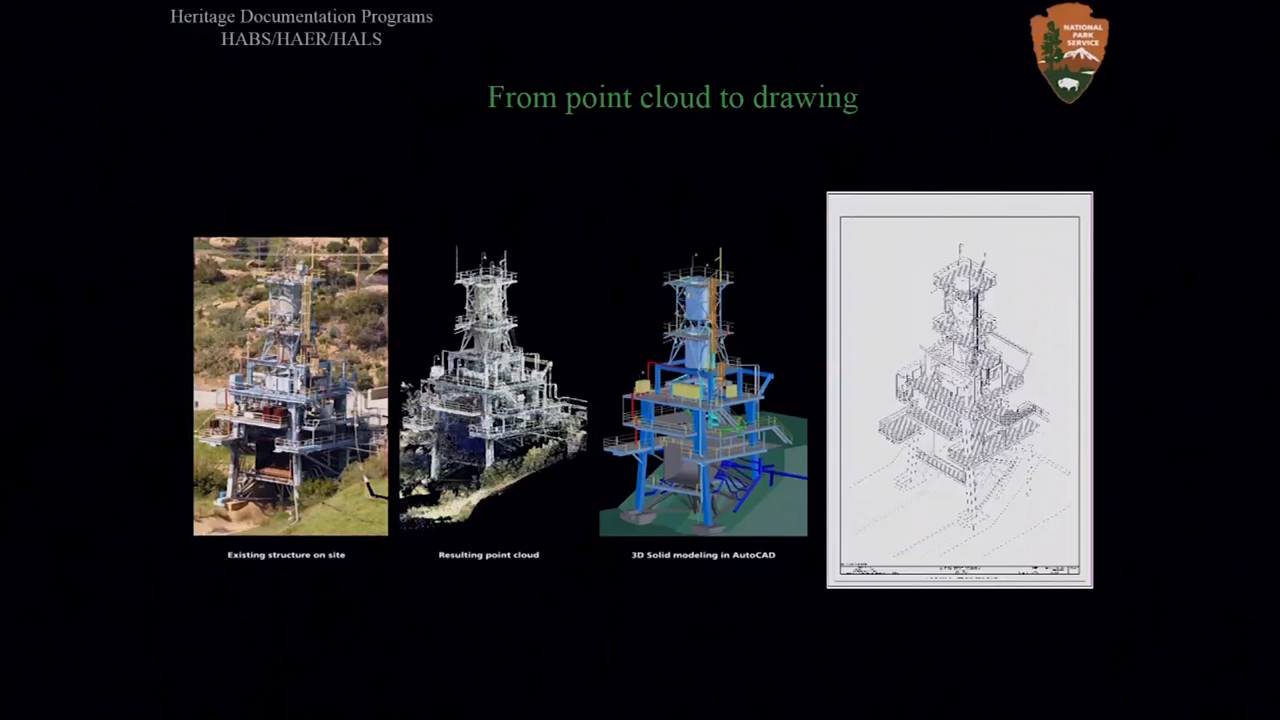 Heritage Documentation Programs
HABS/HAER/HALS
NATIONAL
PARK
SERVICE
From point cloud to drawing
Existing structure on site
Resulting point cloud
3D Solid modeling in AutoCAD